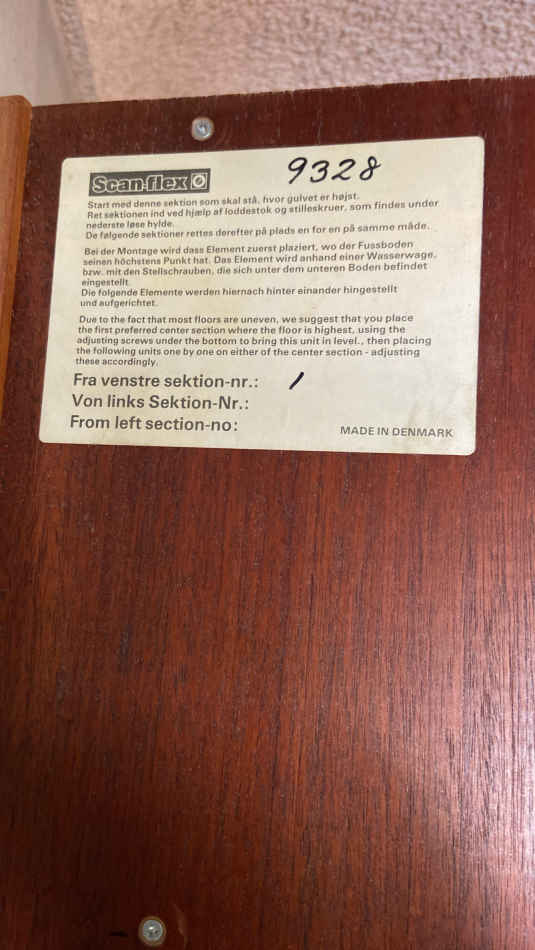 Scan-flex
9328
Start med denne sektion som skal stå, hvor gulvet er højst.
Ret sektionen ind ved hjælp af loddestok og stilleskruer, som findes under
nederste løse hylde.
De følgende sektioner rettes derefter på plads en for en på samme måde.
Bei der Montage wird dass Element zuerst plaziert, wo der Fussboden
seinen höchsten Punkt hat. Das Element wird anhand einer Wasserwage,
bzw. mit den Stellschrauben, die sich unter dem unteren Boden befindet
eingestellt.
Die folgende Elemente werden hiernach hinter einander hingestellt
und aufgerichtet.
Due to the fact that most floors are uneven, we suggest that you place
the first preferred center section where the floor is highest, using the
adjusting screws under the bottom to bring this unit in level., then placing
the following units one by one on either of the center section - adjusting
these accordingly.
Fra venstre sektion-nr.: 1
Von links Sektion-Nr.:
From left section-no:
MADE IN DENMARK